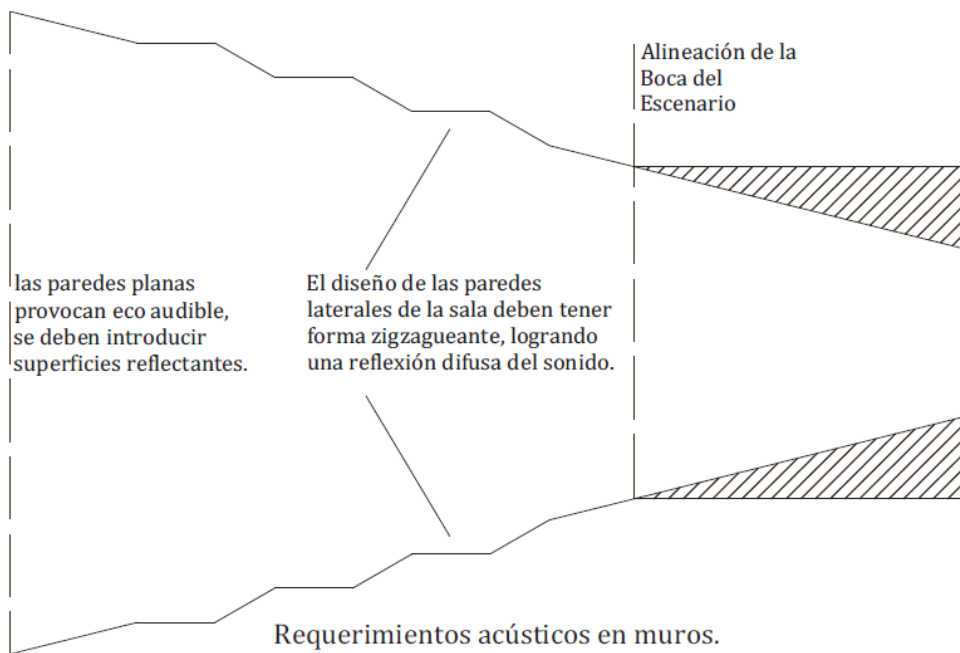 Alineación de la
Boca del
Escenario
las paredes planas
provocan eco audible,
se deben introducir
superficies reflectantes.
El diseño de las paredes
laterales de la sala deben tener
forma zigzagueante, logrando
una reflexión difusa del sonido.
Requerimientos acústicos en muros.